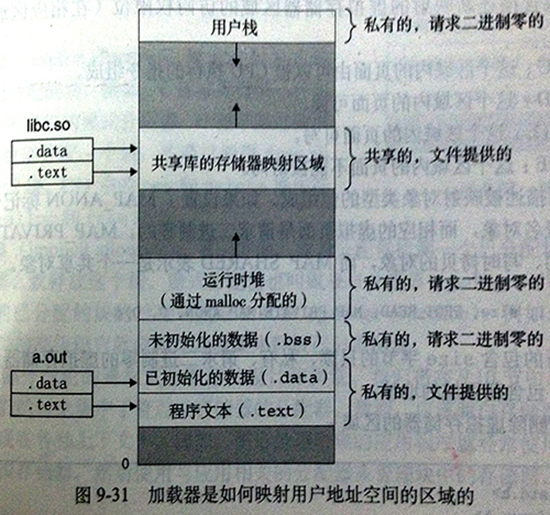 用户栈
私有的，请求二进制零的
libc.so
.data
.text
共享库的存储器映射区域
共享的，文件提供的
运行时堆
（通过 malloc 分配的）
私有的，请求二进制零的
未初始化的数据（.bss）
私有的，请求二进制零的
a.out
.data
.text
已初始化的数据（.data）
程序文本（.text）
私有的，文件提供的
0
图 9-31 加载器是如何映射用户地址空间的区域的